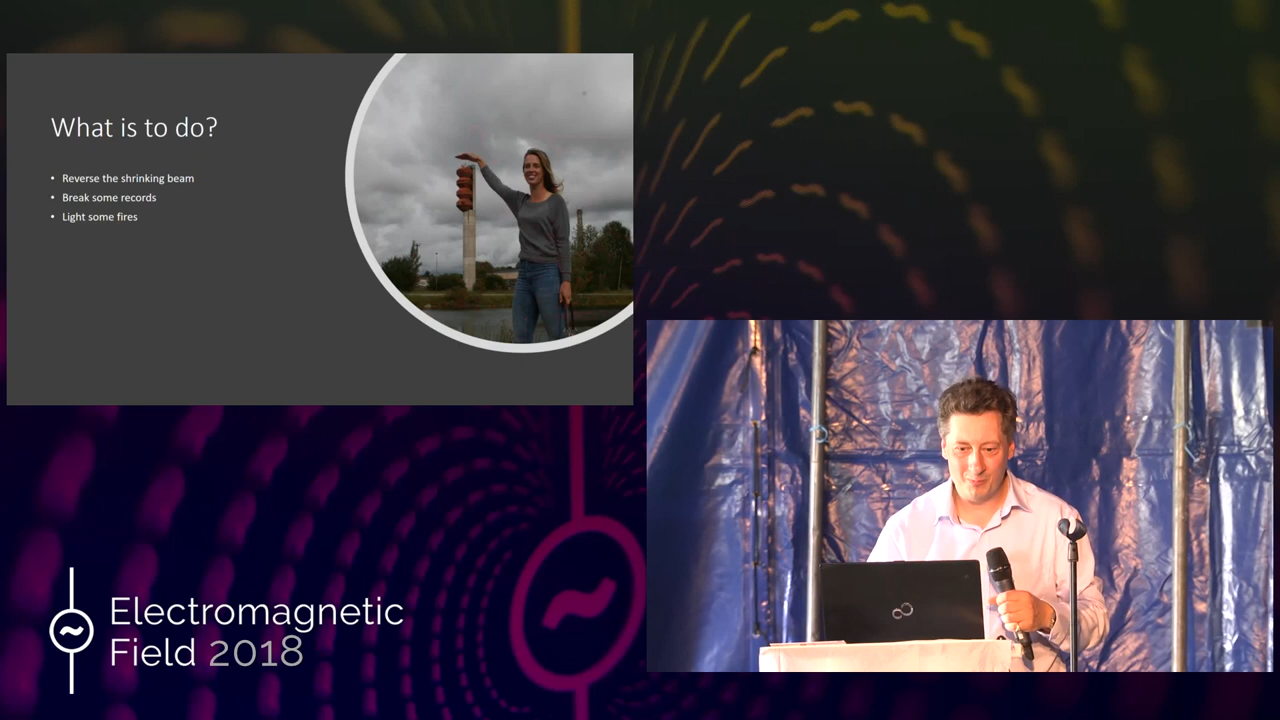 What is to do?
• Reverse the shrinking beam
• Break some records
• Light some fires
Electromagnetic
Field 2018